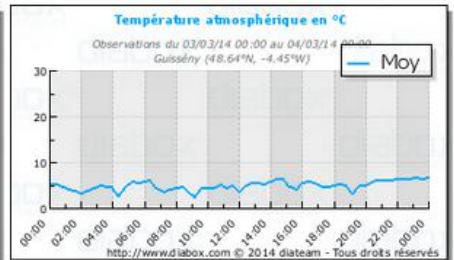 Température atmosphérique en °C
Observations du 03/03/14 00:00 au 04/03/14 00:00
Guissény (48.64°N, -4.45°W)
Moy
30
20
10
0
00:00 02:00 04:00 06:00 08:00 10:00 12:00 14:00 16:00 18:00 20:00 22:00 00:00
http://www.diabox.com © 2014 diateam - Tous droits réservés